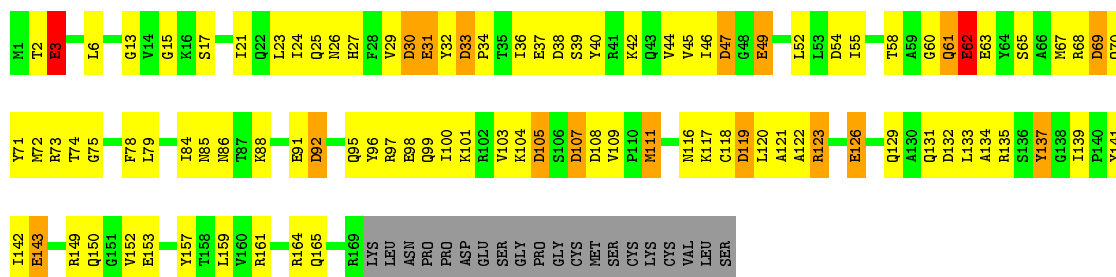 M1 T2 E3 L6 G13 V14 G15 K16 S17 I21 Q22 L23 I24 Q25 N26 H27 F28 V29 D30 E31 Y32 D33 P34 T35 I36 E37 D38 S39 Y40 R41 K42 Q43 V44 V45 I46 D47 G48 E49 L52 L53 D54 I55 T58 A59 G60 Q61 E62 E63 Y64 S65 A66 M67 R68 D69
Y71 M72 R73 T74 G75 F78 L79 I84 N85 N86 T87 K88 E91 D92 Q95 Y96 R97 E98 Q99 I100 K101 R102 V103 K104 D105 S106 D107 D108 V109 P110 M111 N116 K117 C118 D119 L120 A121 A122 R123 E126 Q129 A130 Q131 D132 L133 A134 R135 S136 Y137 G138 I139 P140 Y141
I142 E143 R149 Q150 G151 V152 E153 Y157 T158 L159 V160 R161 R164 Q165 R169 LYS LEU ASN PRO PRO ASP GLU SER GLY PRO GLY CYS MET SER CYS LYS CYS VAL LEU SER